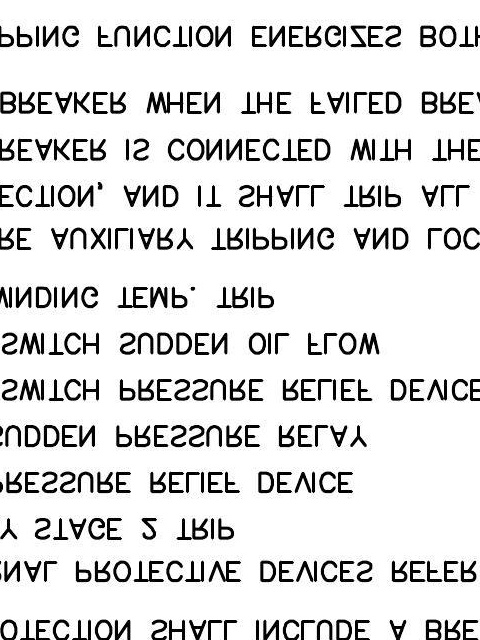 OTECTION SHALL INCLUDE A BRE
RNAL PROTECTIVE DEVICES REFER
Y STAGE 2 TRIP
PRESSURE RELIEF DEVICE
SUDDEN PRESSURE RELAY
SWITCH PRESSURE RELIEF DEVICE
SWITCH SUDDEN OIL FLOW
WINDING TEMP. TRIP
RE AUXILIARY TRIPPING AND LOC
ECTION, AND IT SHALL TRIP ALL
REAKER IS CONNECTED WITH THE
BREAKER WHEN THE FAILED BREA
PPING FUNCTION ENERGIZES BOTH